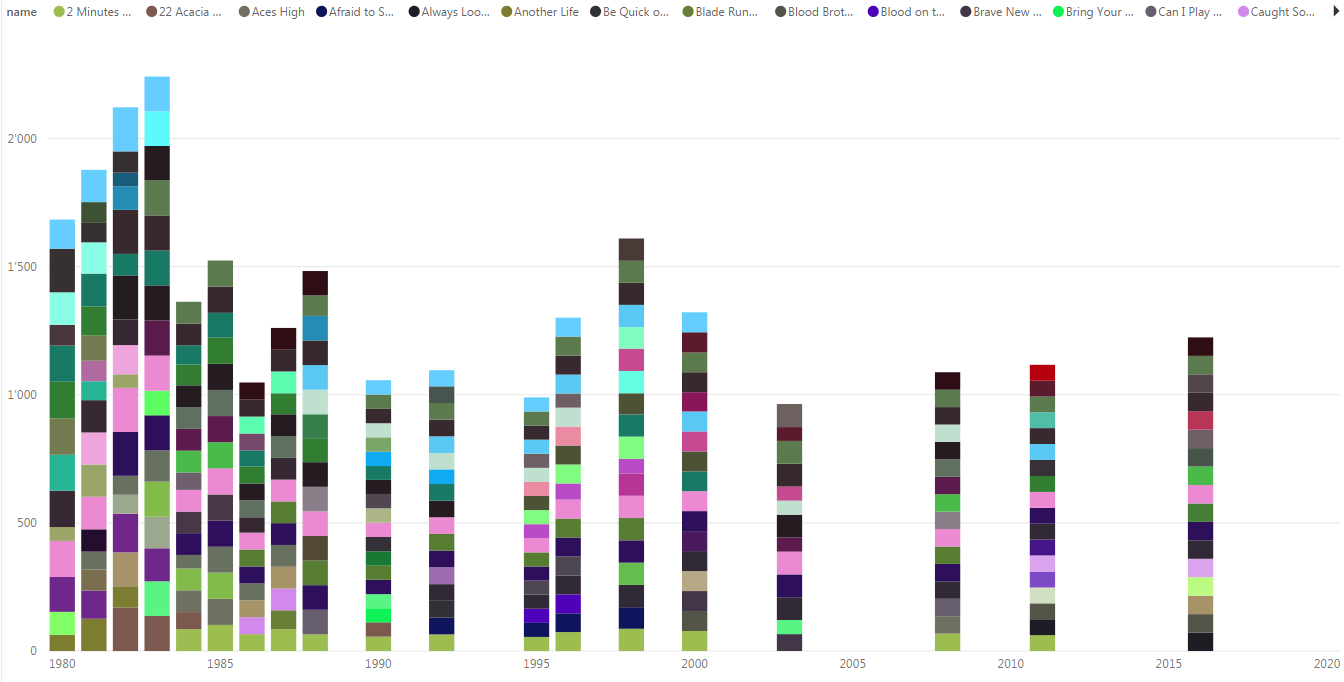 name 2 Minutes ... 22 Acacia ... Aces High Afraid to S... Always Loo... Another Life Be Quick o... Blade Run... Blood Brot... Blood on t... Brave New ... Bring Your ... Can I Play ... Caught So...
2'000
1'500
1'000
500
0
1980 1985 1990 1995 2000 2005 2010 2015 2020